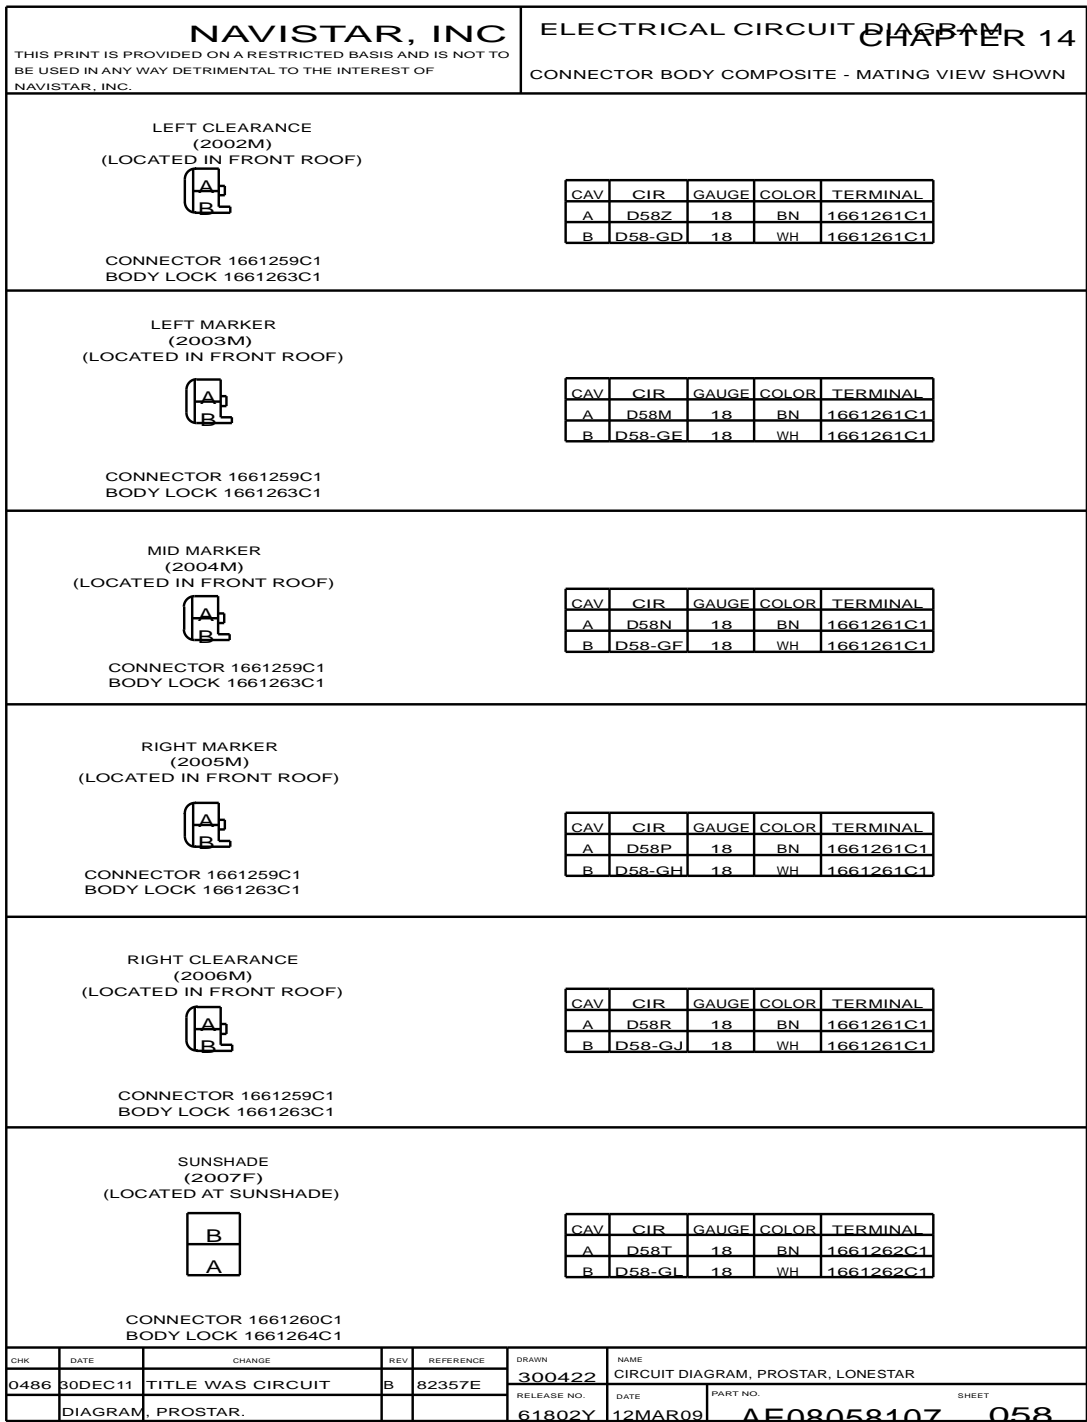 NAVISTAR, INC
THIS PRINT IS PROVIDED ON A RESTRICTED BASIS AND IS NOT TO
BE USED IN ANY WAY DETRIMENTAL TO THE INTEREST OF
NAVISTAR, INC.
ELECTRICAL CIRCUIT DIAGRAM
CHAPTER 14
CONNECTOR BODY COMPOSITE - MATING VIEW SHOWN
LEFT CLEARANCE
(2002M)
(LOCATED IN FRONT ROOF)
A
B
CONNECTOR 1661259C1
BODY LOCK 1661263C1
CAV CIR GAUGE COLOR TERMINAL
A D58Z 18 BN 1661261C1
B D58-GD 18 WH 1661261C1
LEFT MARKER
(2003M)
(LOCATED IN FRONT ROOF)
A
B
CONNECTOR 1661259C1
BODY LOCK 1661263C1
CAV CIR GAUGE COLOR TERMINAL
A D58M 18 BN 1661261C1
B D58-GE 18 WH 1661261C1
MID MARKER
(2004M)
(LOCATED IN FRONT ROOF)
A
B
CONNECTOR 1661259C1
BODY LOCK 1661263C1
CAV CIR GAUGE COLOR TERMINAL
A D58N 18 BN 1661261C1
B D58-GF 18 WH 1661261C1
RIGHT MARKER
(2005M)
(LOCATED IN FRONT ROOF)
A
B
CONNECTOR 1661259C1
BODY LOCK 1661263C1
CAV CIR GAUGE COLOR TERMINAL
A D58P 18 BN 1661261C1
B D58-GH 18 WH 1661261C1
RIGHT CLEARANCE
(2006M)
(LOCATED IN FRONT ROOF)
A
B
CONNECTOR 1661259C1
BODY LOCK 1661263C1
CAV CIR GAUGE COLOR TERMINAL
A D58R 18 BN 1661261C1
B D58-GJ 18 WH 1661261C1
SUNSHADE
(2007F)
(LOCATED AT SUNSHADE)
B
A
CONNECTOR 1661260C1
BODY LOCK 1661264C1
CAV CIR GAUGE COLOR TERMINAL
A D58T 18 BN 1661262C1
B D58-GL 18 WH 1661262C1
CHK DATE CHANGE REV REFERENCE
0486 30DEC11 TITLE WAS CIRCUIT B 82357E
DIAGRAM, PROSTAR.
DRAWN
300422
NAME
CIRCUIT DIAGRAM, PROSTAR, LONESTAR
RELEASE NO.
61802Y
DATE
12MAR09
PART NO.
AE08058107
SHEET
058